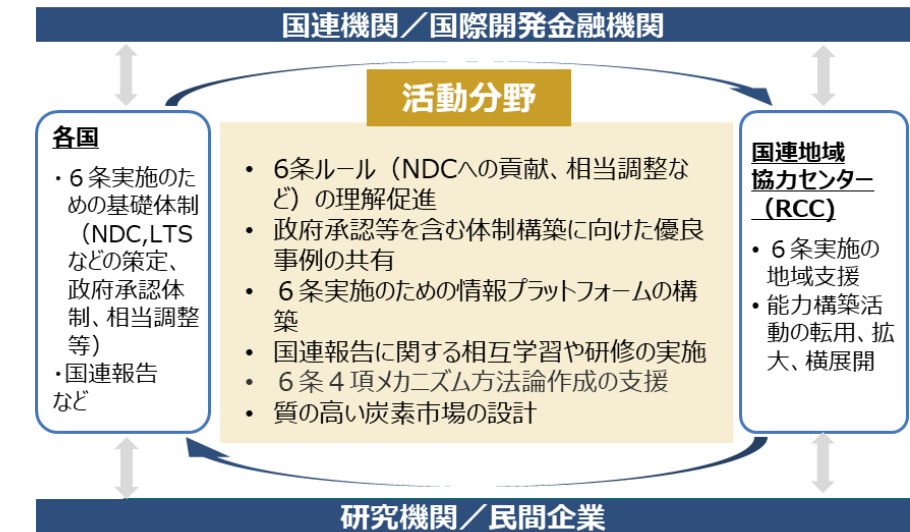 国連機関／国際開発金融機関
活動分野
各国
・６条実施のた
めの基礎体制
（NDC,LTS
などの策定、
政府承認体
制、相当調整
等）
・国連報告
など
• 6条ルール（NDCへの貢献、相当調整な
ど）の理解促進
• 政府承認等を含む体制構築に向けた優良
事例の共有
• ６条実施のための情報プラットフォームの構
築
• 国連報告に関する相互学習や研修の実施
• ６条４項メカニズム方法論作成の支援
• 質の高い炭素市場の設計
国連地域
協力センター
（RCC)
• ６条実施の
地域支援
• 能力構築活
動の転用、拡
大、横展開
研究機関／民間企業